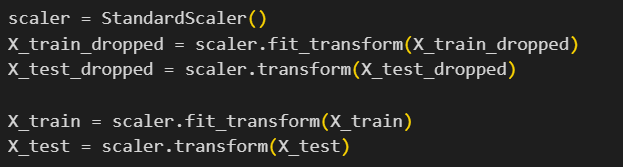 scaler = StandardScaler()
X_train_dropped = scaler.fit_transform(X_train_dropped)
X_test_dropped = scaler.transform(X_test_dropped)
X_train = scaler.fit_transform(X_train)
X_test = scaler.transform(X_test)